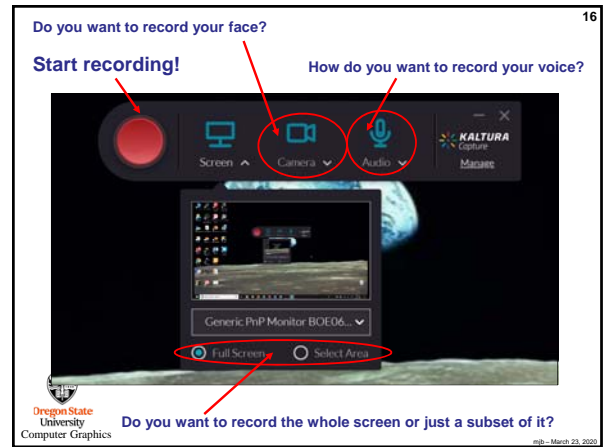 16
Do you want to record your face?
Start recording!
How do you want to record your voice?
Screen
Camera
Audio
KALTURA
Capture
Manage
Generic PnP Monitor BOE06...
Full Screen
Select Area
Oregon State
University
Computer Graphics
Do you want to record the whole screen or just a subset of it?
mjb – March 23, 2020